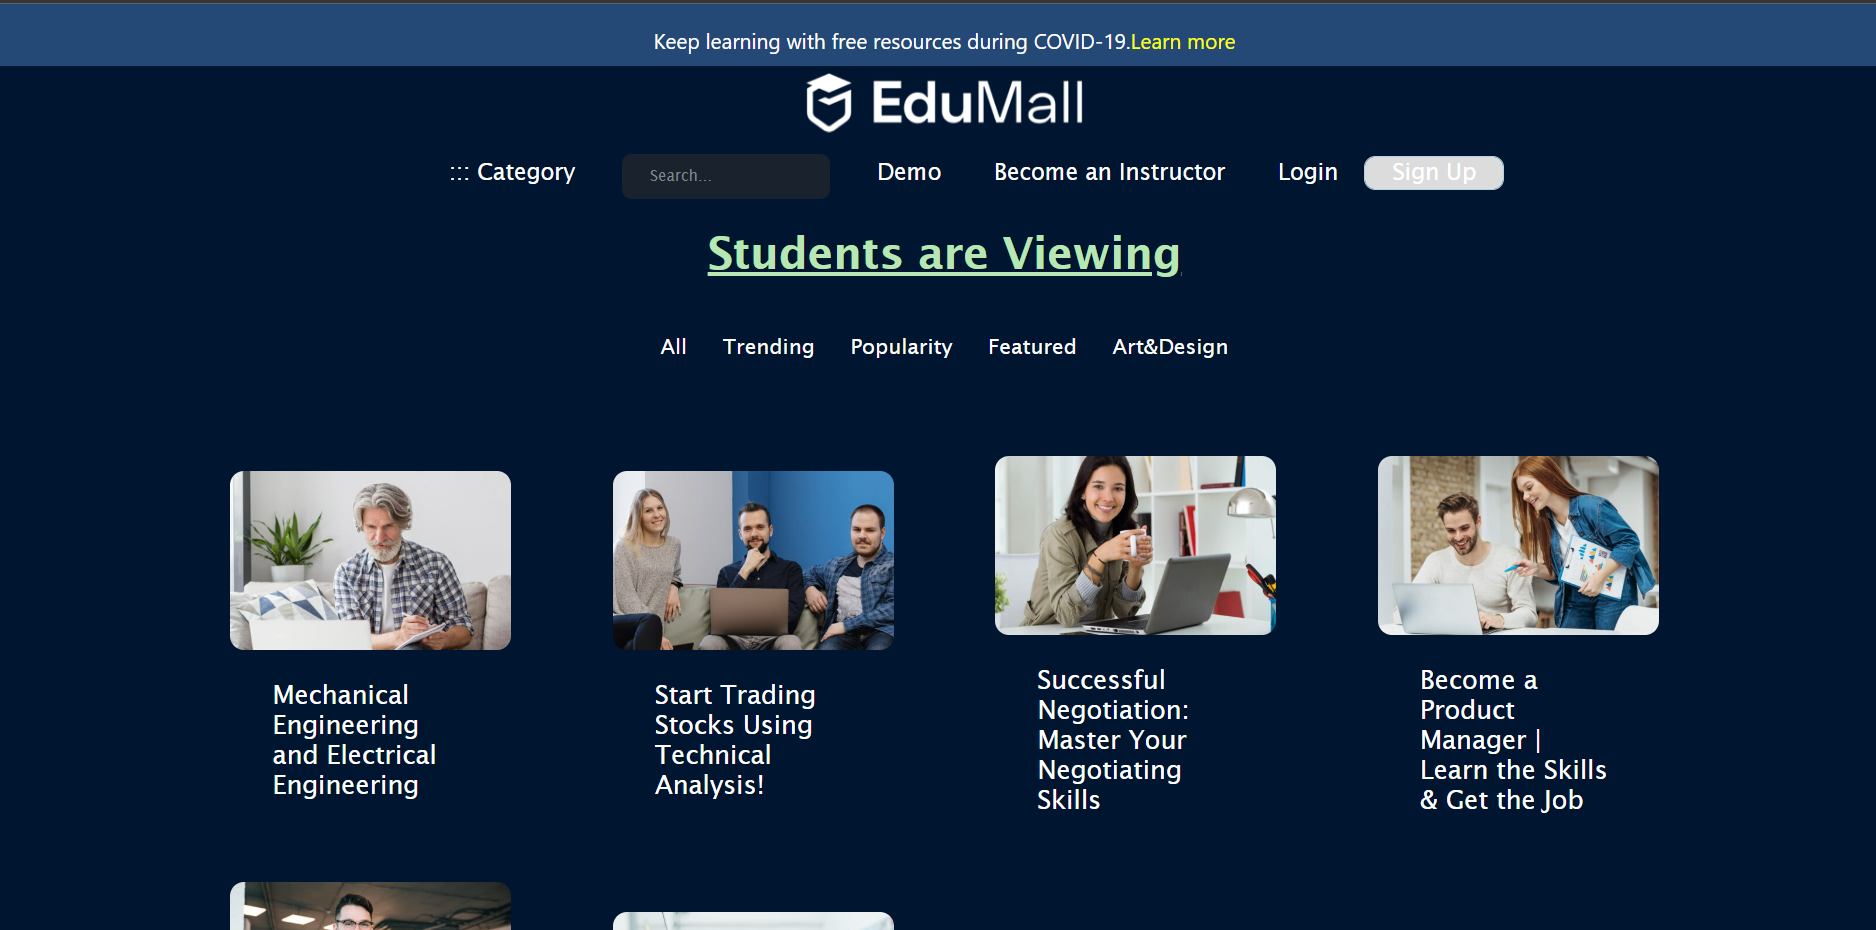 Keep learning with free resources during COVID-19.Learn more
EduMall
::: Category
Search...
Demo
Become an Instructor
Login
Sign Up
Students are Viewing
All
Trending
Popularity
Featured
Art&Design
Mechanical
Engineering
and Electrical
Engineering
Start Trading
Stocks Using
Technical
Analysis!
Successful
Negotiation:
Master Your
Negotiating
Skills
Become a
Product
Manager |
Learn the Skills
& Get the Job